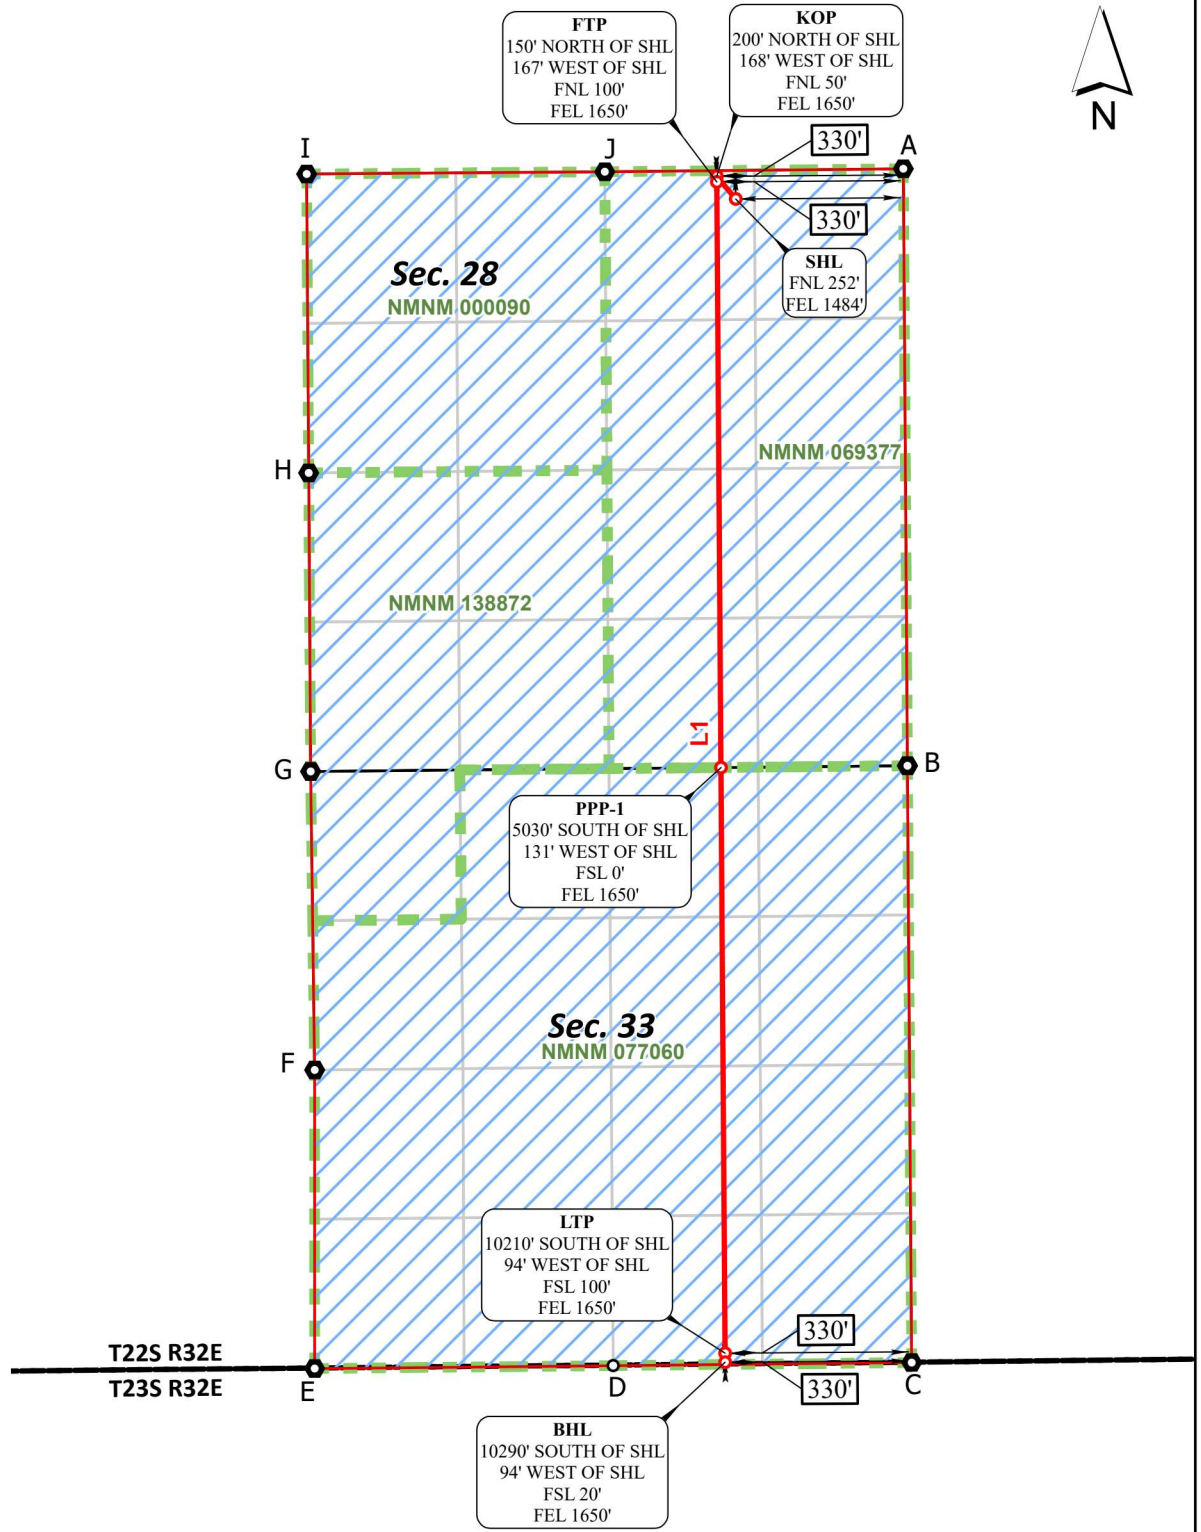 FTP
150' NORTH OF SHL
167' WEST OF SHL
FNL 100'
FEL 1650'
KOP
200' NORTH OF SHL
168' WEST OF SHL
FNL 50'
FEL 1650'
N
330'
I
J
A
330'
SHL
FNL 252'
FEL 1484'
Sec. 28
NMNM 000090
NMNM 069377
H
NMNM 138872
L1
G
B
PPP-1
5030' SOUTH OF SHL
131' WEST OF SHL
FSL 0'
FEL 1650'
Sec. 33
NMNM 077060
F
LTP
10210' SOUTH OF SHL
94' WEST OF SHL
FSL 100'
FEL 1650'
330'
T22S R32E
T23S R32E
E
D
C
330'
BHL
10290' SOUTH OF SHL
94' WEST OF SHL
FSL 20'
FEL 1650'